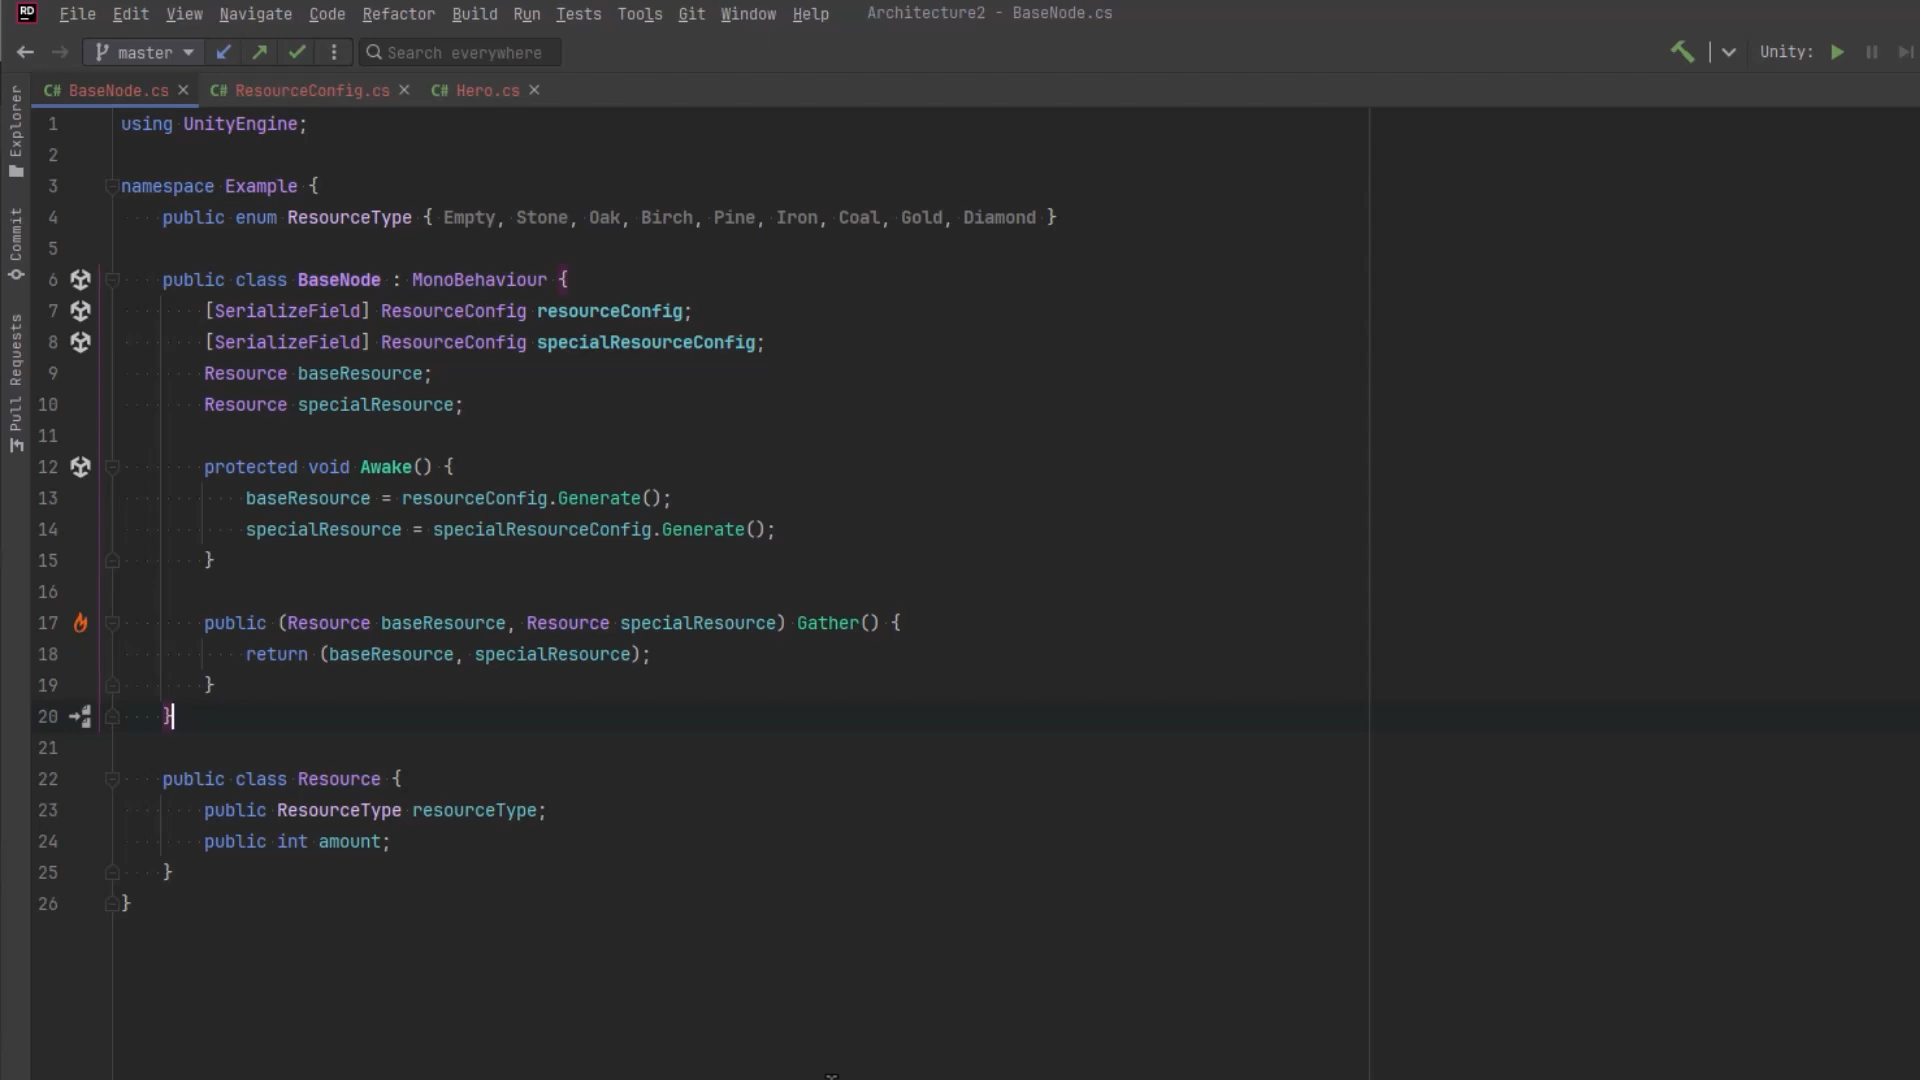 RD File Edit View Navigate Code Refactor Build Run Tests Tools Git Window Help Architecture2 - BaseNode.cs
master Search everywhere Unity:
C# BaseNode.cs C# ResourceConfig.cs C# Hero.cs
Explorer
Commit
Pull Requests
1 using UnityEngine;
2
3 namespace Example {
4 public enum ResourceType { Empty, Stone, Oak, Birch, Pine, Iron, Coal, Gold, Diamond }
5
6 public class BaseNode : MonoBehaviour {
7 [SerializeField] ResourceConfig resourceConfig;
8 [SerializeField] ResourceConfig specialResourceConfig;
9 Resource baseResource;
10 Resource specialResource;
11
12 protected void Awake() {
13 baseResource = resourceConfig.Generate();
14 specialResource = specialResourceConfig.Generate();
15 }
16
17 public (Resource baseResource, Resource specialResource) Gather() {
18 return (baseResource, specialResource);
19 }
20 }
21
22 public class Resource {
23 public ResourceType resourceType;
24 public int amount;
25 }
26 }